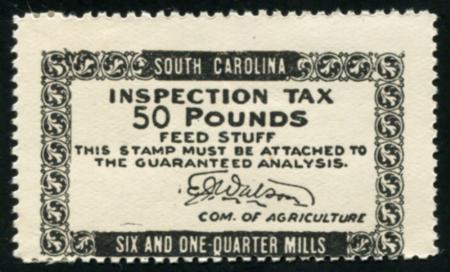 SOUTH CAROLINA
INSPECTION TAX
50 POUNDS
FEED STUFF
THIS STAMP MUST BE ATTACHED TO
THE GUARANTEED ANALYSIS.
E.J. Watson
COM. OF AGRICULTURE
SIX AND ONE-QUARTER MILLS